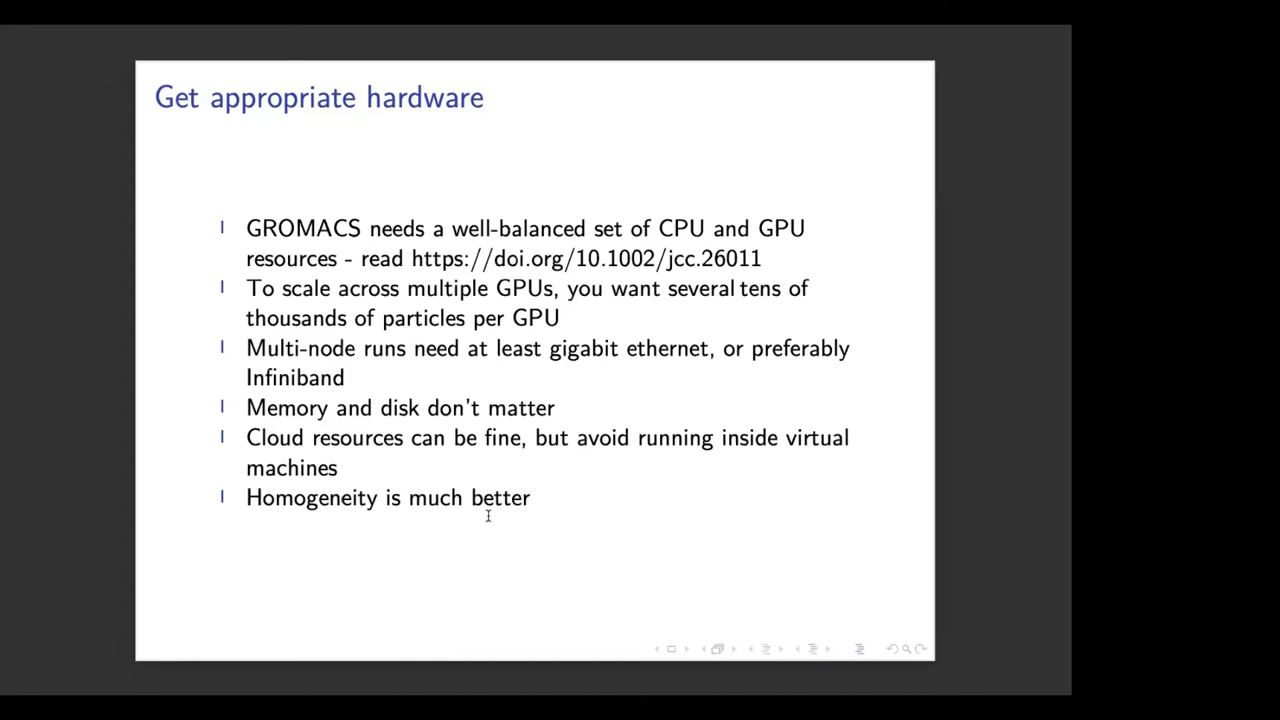 Get appropriate hardware
GROMACS needs a well-balanced set of CPU and GPU
resources - read https://doi.org/10.1002/jcc.26011
To scale across multiple GPUs, you want several tens of
thousands of particles per GPU
Multi-node runs need at least gigabit ethernet, or preferably
Infiniband
Memory and disk don't matter
Cloud resources can be fine, but avoid running inside virtual
machines
Homogeneity is much better